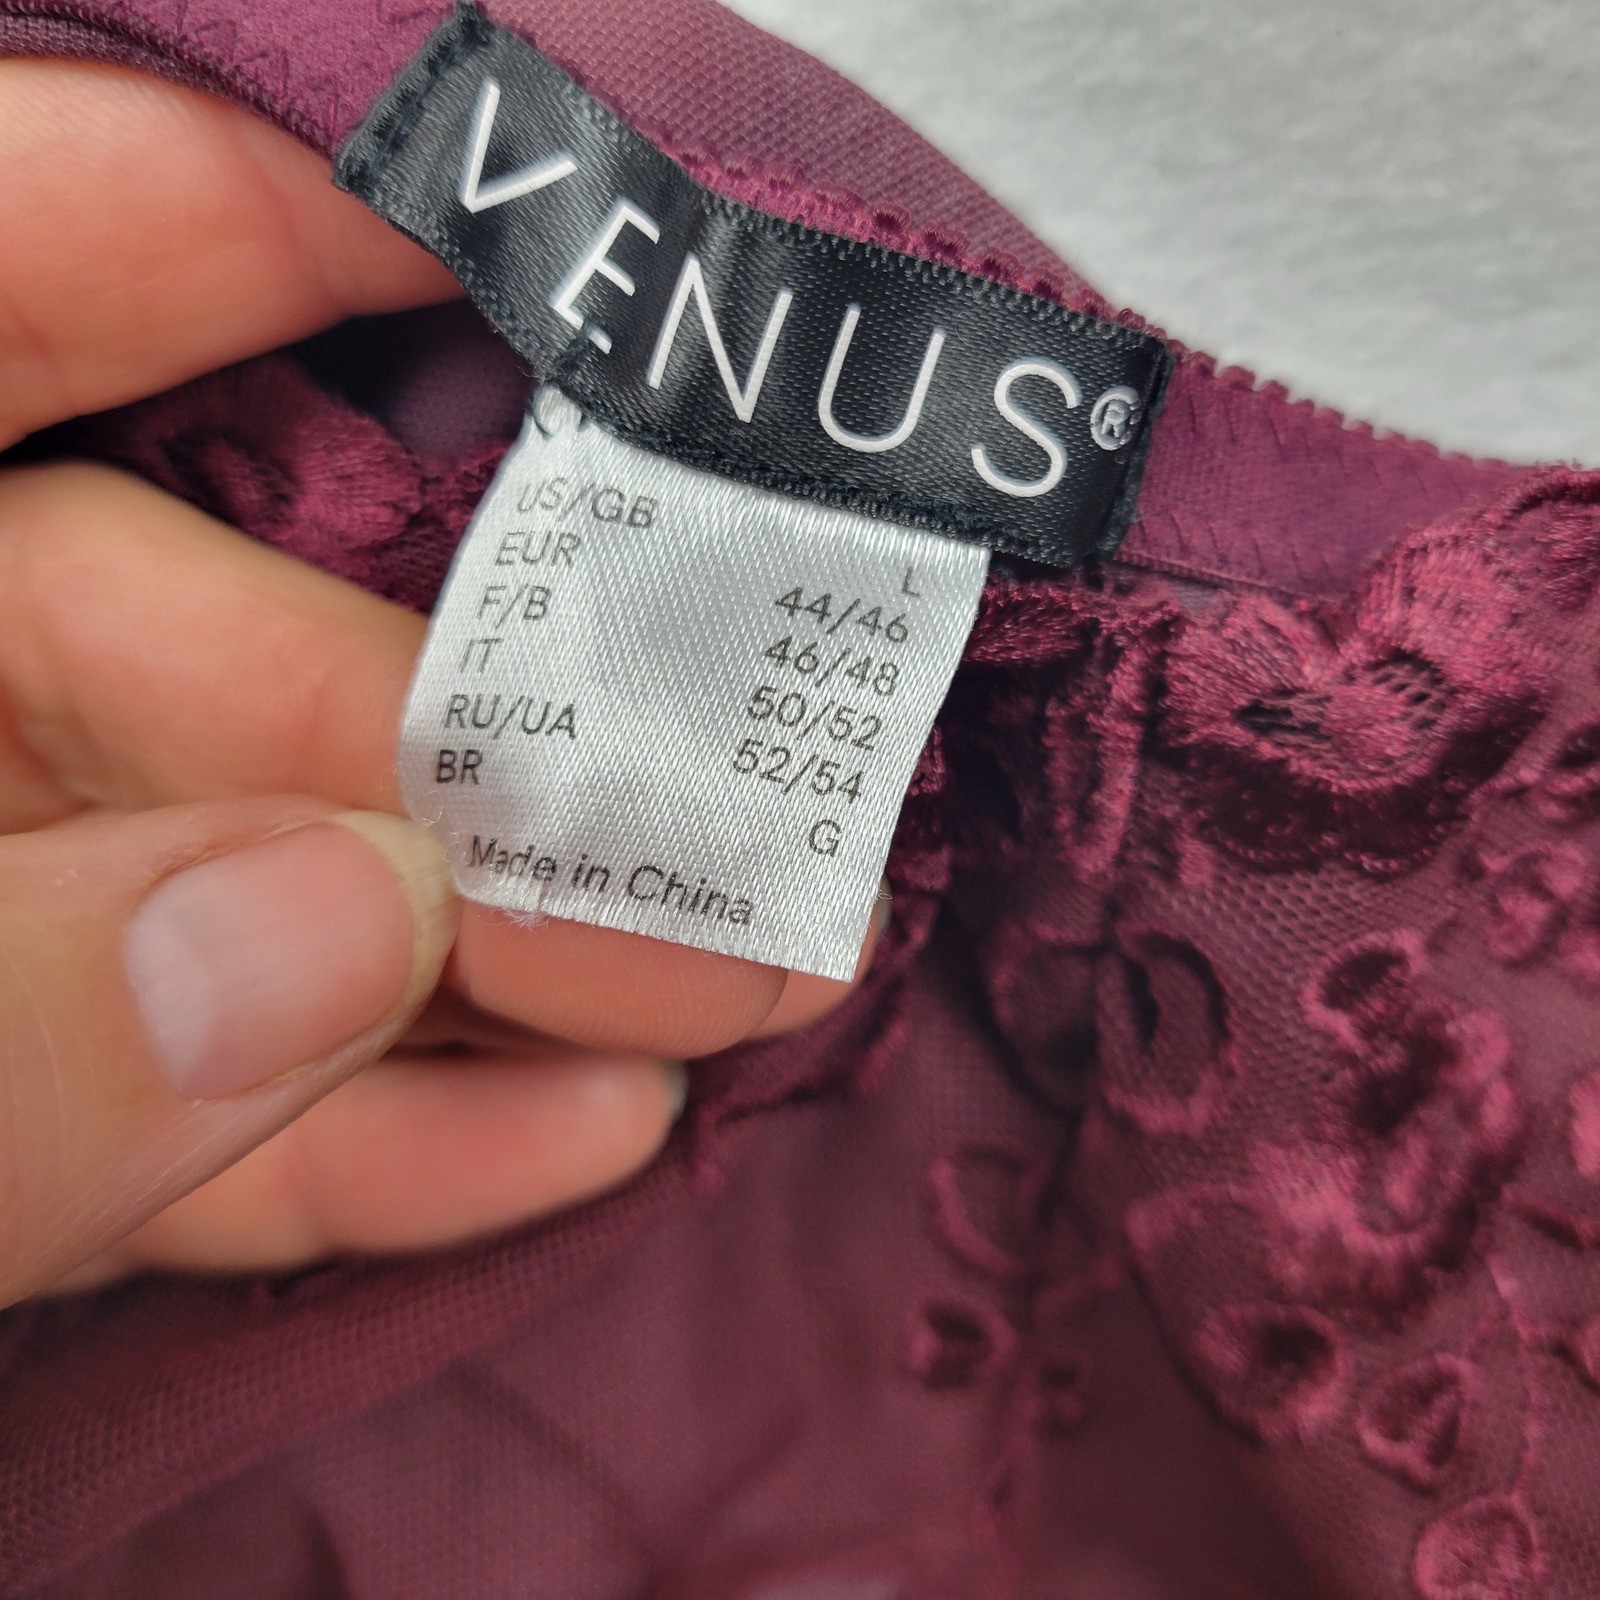 VENUS®
US/GB L
EUR 44/46
F/B 46/48
IT 50/52
RU/UA 52/54
BR G
Made in China